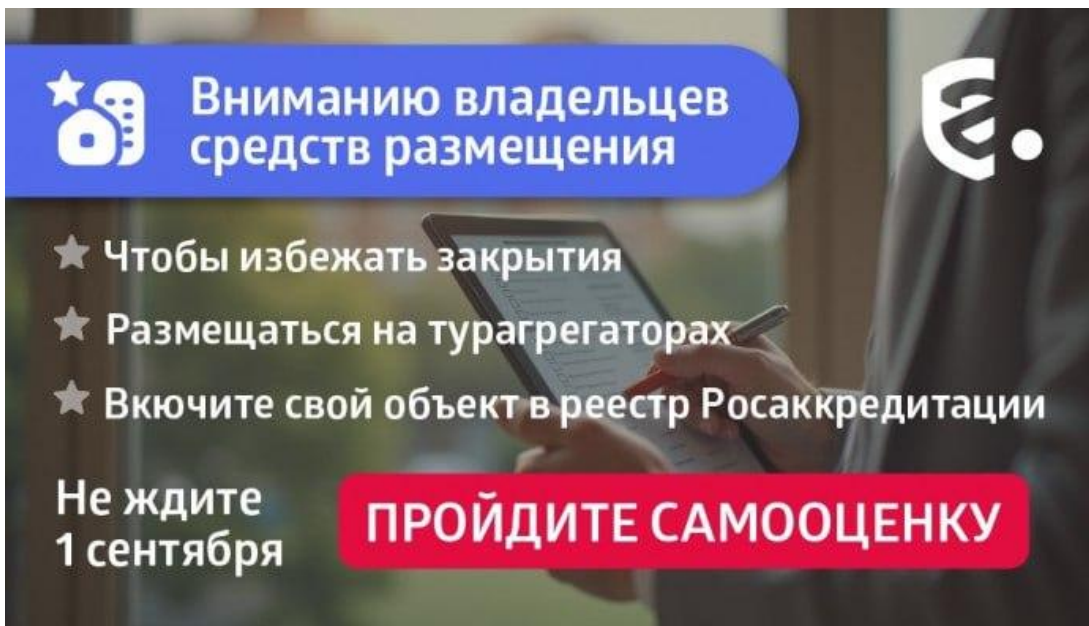 Вниманию владельцев
средств размещения
Чтобы избежать закрытия
Размещаться на турагрегаторах
Вкючите свой объект в реестр Росаккредитации
Не ждите
1 сентября
ПРОЙДИТЕ САМООЦЕНКУ